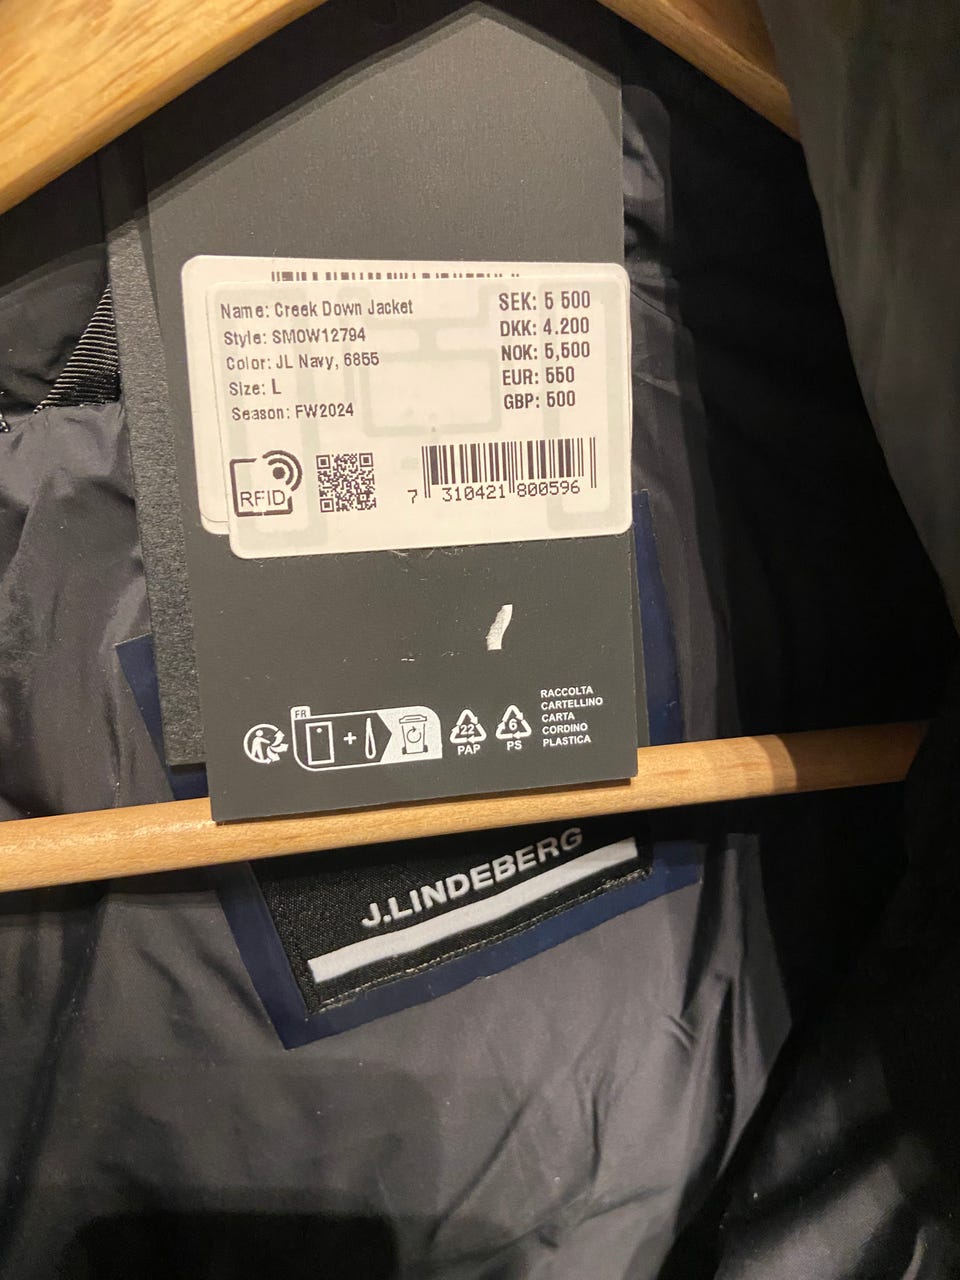 Name: Creek Down Jacket
Style: SMOW12794
Color: JL Navy, 6855
Size: L
Season: FW2024
SEK: 5 500
DKK: 4.200
NOK: 5,500
EUR: 550
GBP: 500
RFID
7 310421 800596
FR
22
PAP
6
PS
RACCOLTA
CARTELLINO
CARTA
CORDINO
PLASTICA
J.LINDEBERG